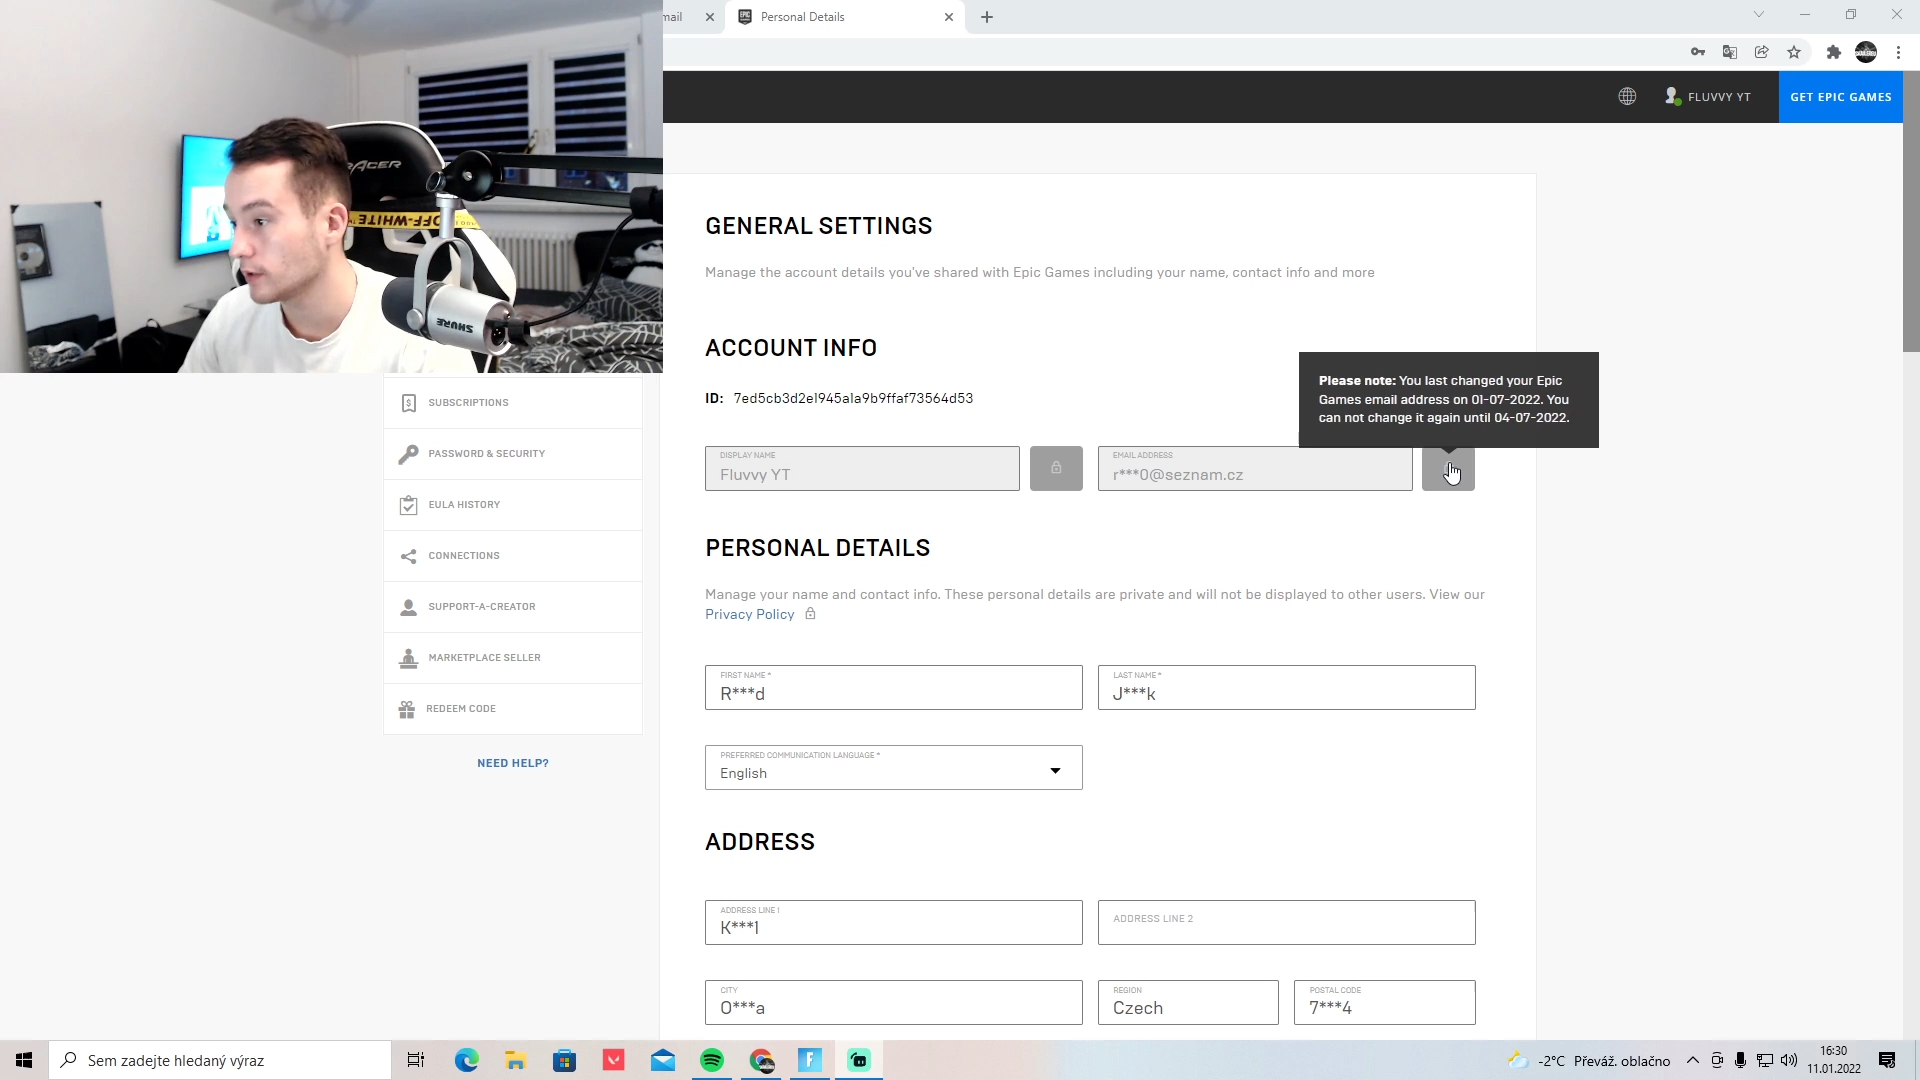 mail
Personal Details
FLUVVY YT
GET EPIC GAMES
RACER
OFF-WHITE
SHURE
GENERAL SETTINGS
Manage the account details you've shared with Epic Games including your name, contact info and more
ACCOUNT INFO
ID: 7ed5cb3d2e1945a1a9b9ffaf73564d53
Please note: You last changed your Epic
Games email address on 01-07-2022. You
can not change it again until 04-07-2022.
DISPLAY NAME
Fluvvy YT
EMAIL ADDRESS
r***0@seznam.cz
SUBSCRIPTIONS
PASSWORD & SECURITY
EULA HISTORY
CONNECTIONS
SUPPORT-A-CREATOR
MARKETPLACE SELLER
REDEEM CODE
NEED HELP?
PERSONAL DETAILS
Manage your name and contact info. These personal details are private and will not be displayed to other users. View our
Privacy Policy
FIRST NAME *
R***d
LAST NAME *
J***k
PREFERRED COMMUNICATION LANGUAGE *
English
ADDRESS
ADDRESS LINE 1
K***1
ADDRESS LINE 2
CITY
O***a
REGION
Czech
POSTAL CODE
7***4
Sem zadejte hledaný výraz
-2°C Převáž. oblačno
16:30
11.01.2022